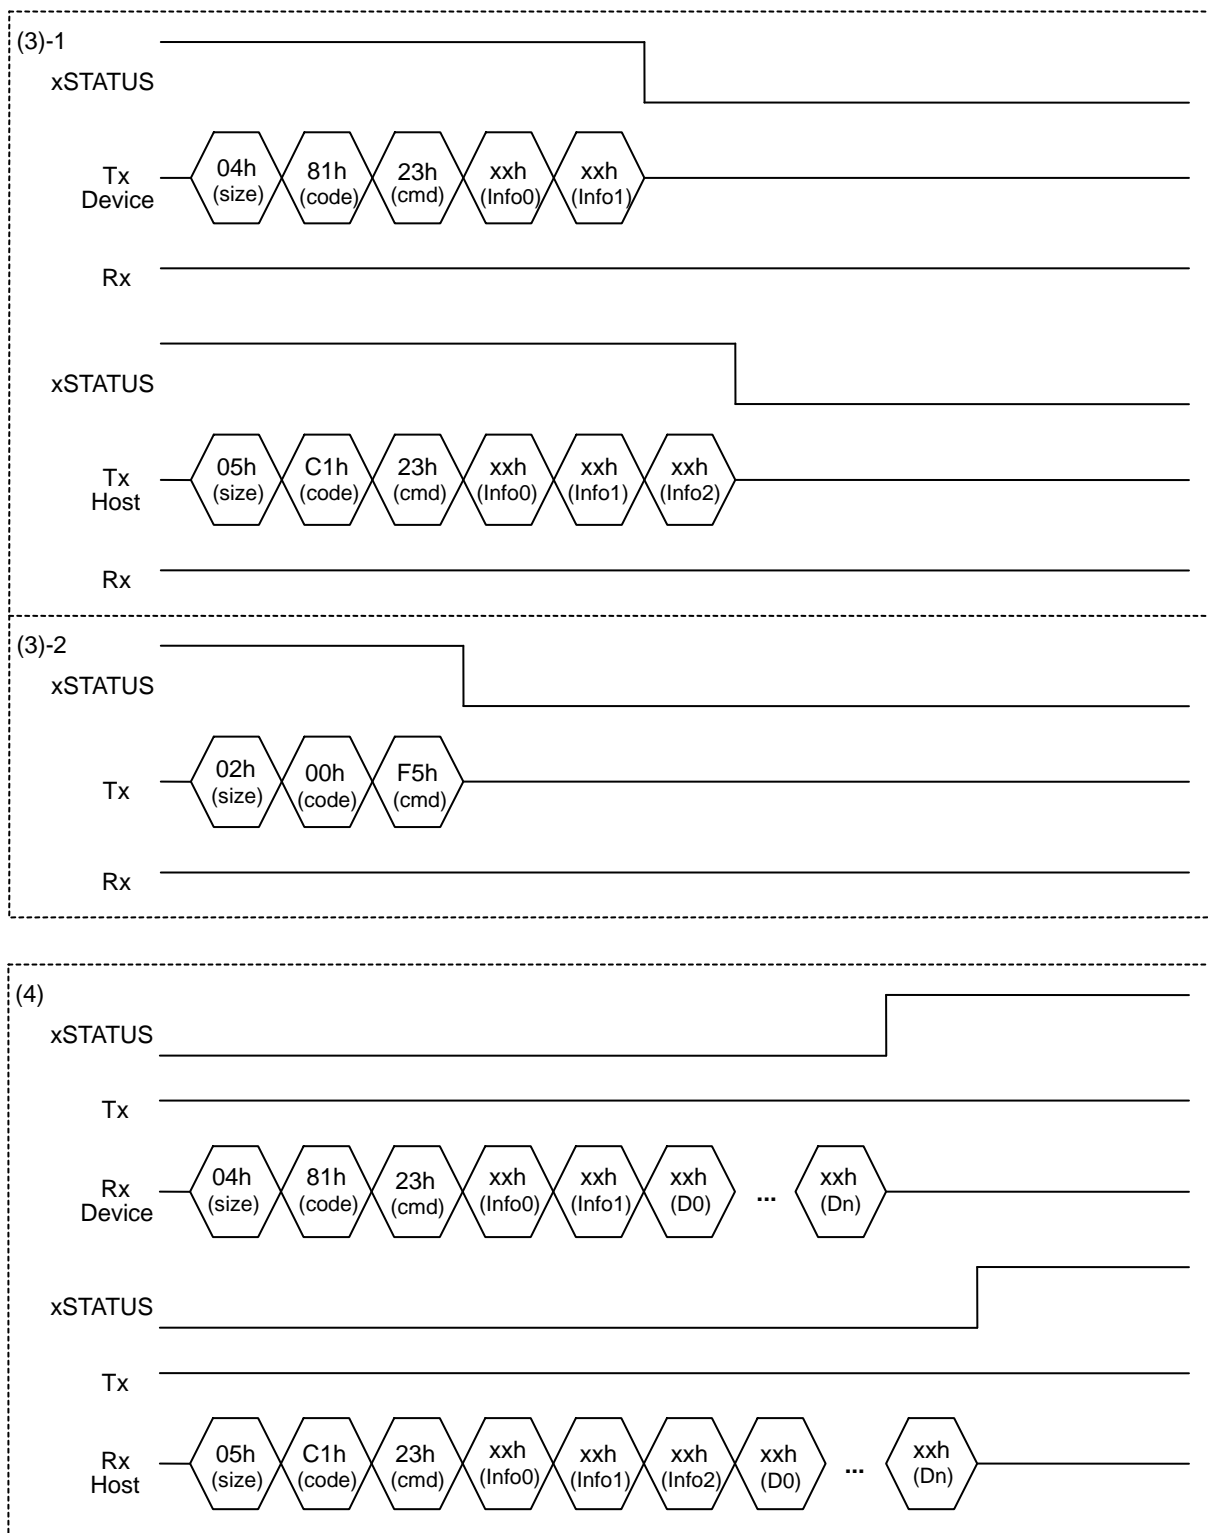 (3)-1
xSTATUS
Tx
Device
04h 81h 23h xxh xxh
(size) (code) (cmd) (Info0) (Info1)
Rx
xSTATUS
Tx
Host
05h C1h 23h xxh xxh xxh
(size) (code) (cmd) (Info0) (Info1) (Info2)
Rx
(3)-2
xSTATUS
Tx
02h 00h F5h
(size) (code) (cmd)
Rx
(4)
xSTATUS
Tx
Rx
Device
04h 81h 23h xxh xxh xxh ... xxh
(size) (code) (cmd) (Info0) (Info1) (D0) (Dn)
xSTATUS
Tx
Rx
Host
05h C1h 23h xxh xxh xxh xxh ... xxh
(size) (code) (cmd) (Info0) (Info1) (Info2) (D0) (Dn)